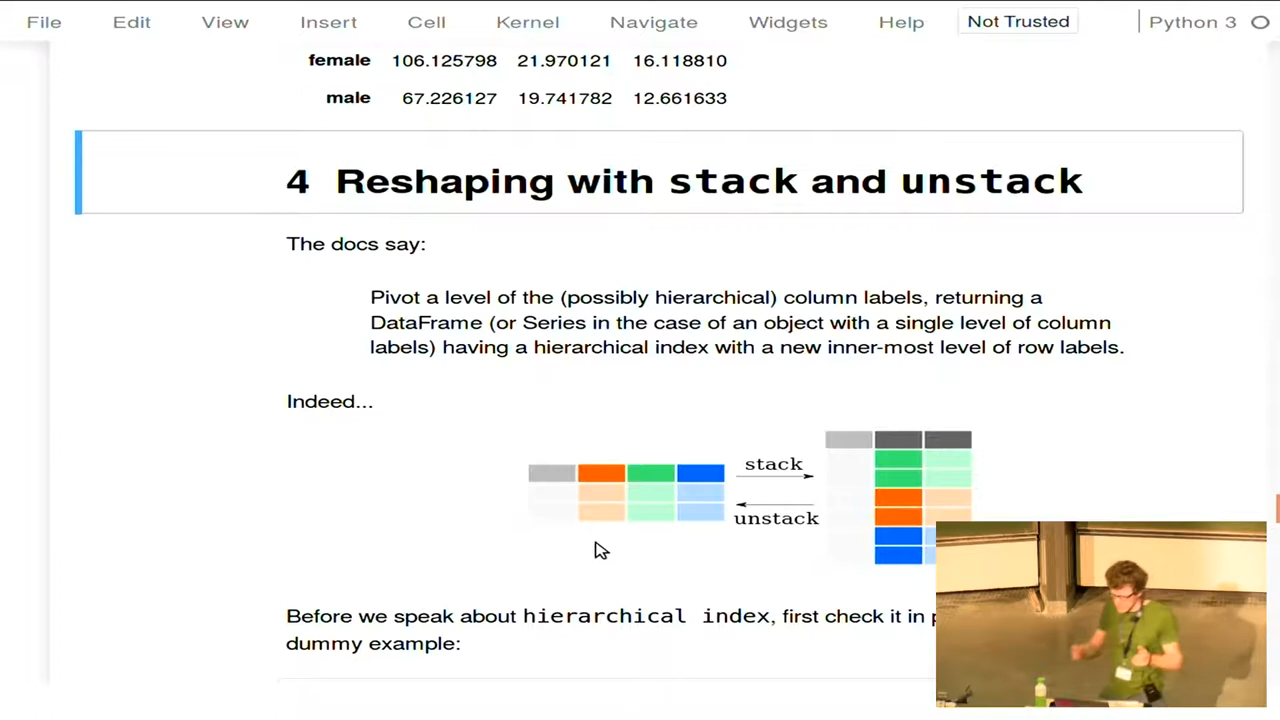 File Edit View Insert Cell Kernel Navigate Widgets Help Not Trusted Python 3
female 106.125798 21.970121 16.118810
male 67.226127 19.741782 12.661633
4 Reshaping with stack and unstack
The docs say:
Pivot a level of the (possibly hierarchical) column labels, returning a
DataFrame (or Series in the case of an object with a single level of column
labels) having a hierarchical index with a new inner-most level of row labels.
Indeed...
stack
unstack
Before we speak about hierarchical index, first check it in
dummy example: